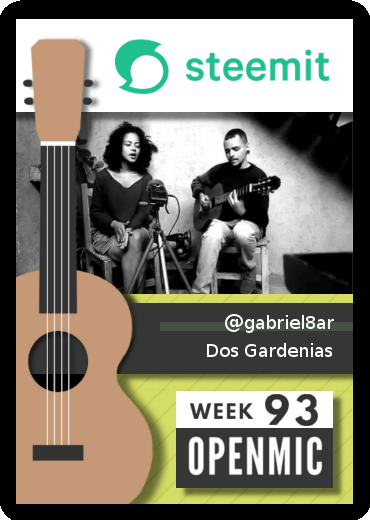 steemit
@gabriel8ar
Dos Gardenias
WEEK 93
OPENMIC